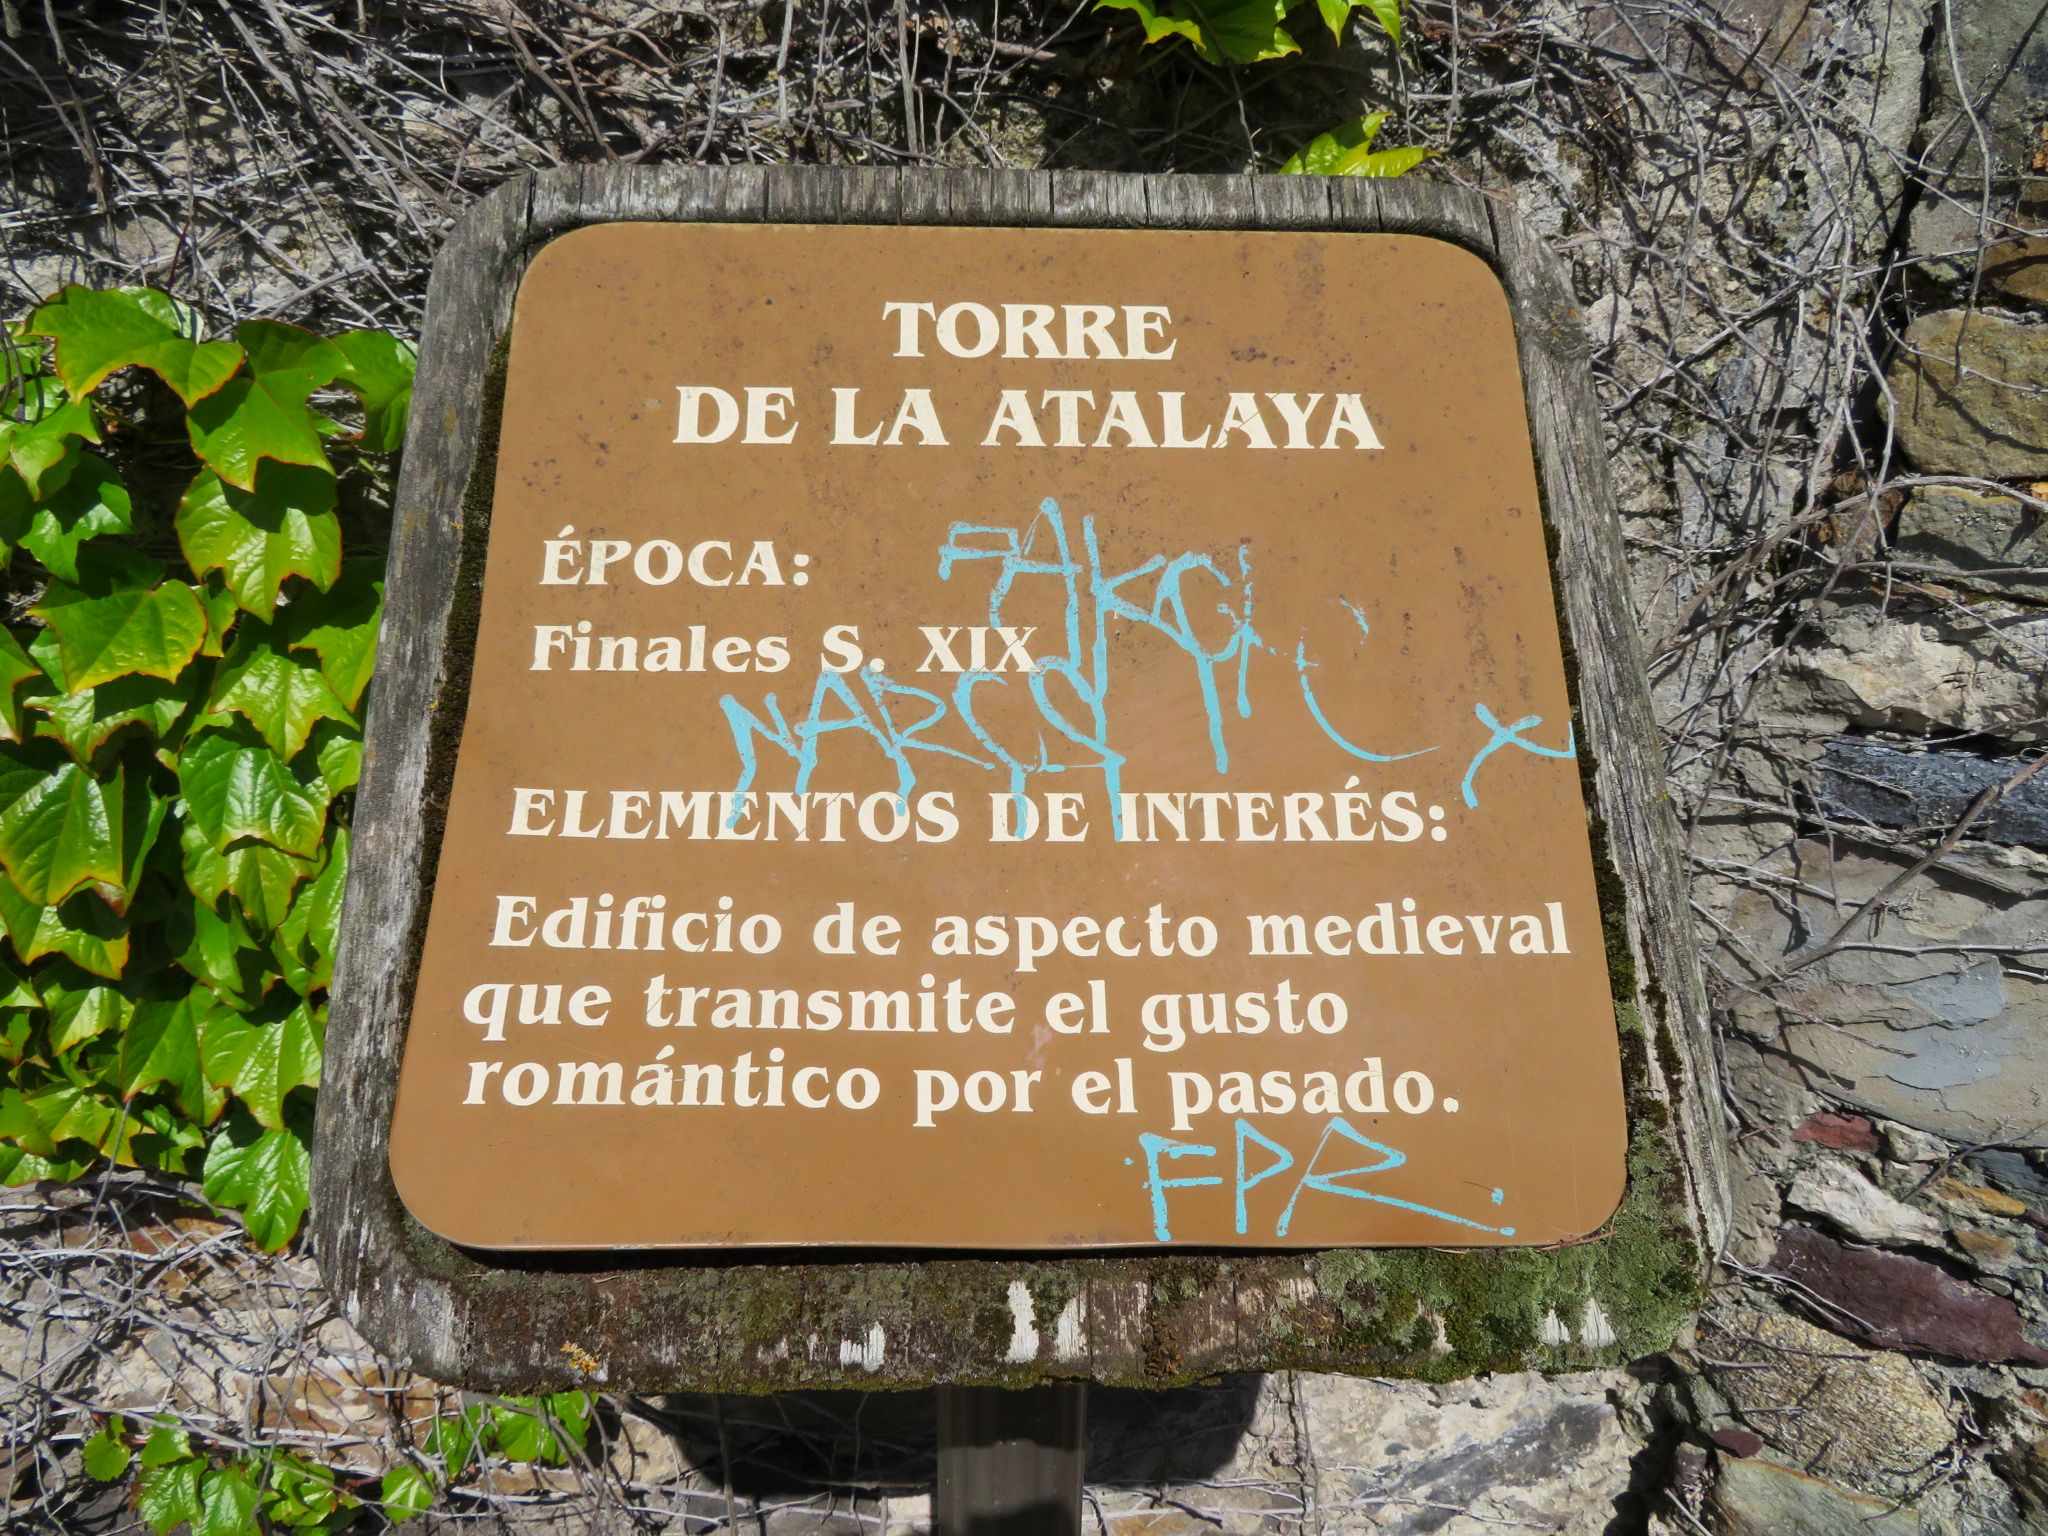 TORRE
DE LA ATALAYA
ÉPOCA:
Finales S. XIX
NARCS
ELEMENTOS DE INTERÉS:
Edificio de aspecto medieval
que transmite el gusto
romántico por el pasado.
FPR